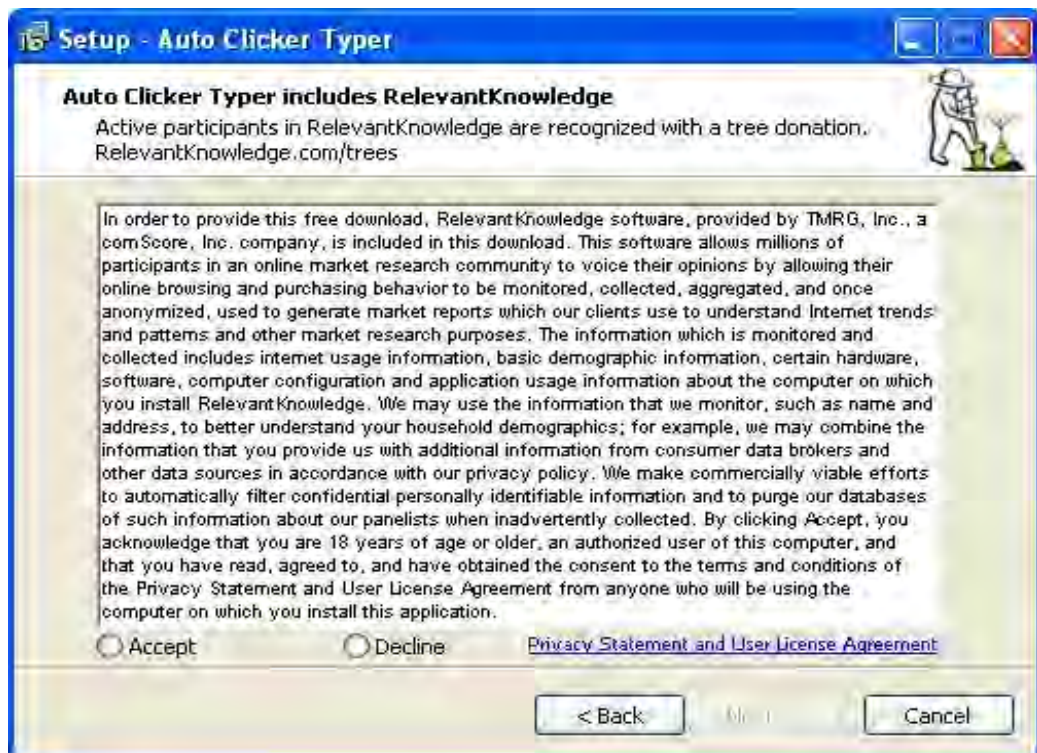 Setup - Auto Clicker Typer
Auto Clicker Typer includes RelevantKnowledge
Active participants in RelevantKnowledge are recognized with a tree donation.
RelevantKnowledge.com/trees
In order to provide this free download, RelevantKnowledge software, provided by TMRG, Inc., a
comScore, Inc. company, is included in this download. This software allows millions of
participants in an online market research community to voice their opinions by allowing their
online browsing and purchasing behavior to be monitored, collected, aggregated, and once
anonymized, used to generate market reports which our clients use to understand Internet trends
and patterns and other market research purposes. The information which is monitored and
collected includes internet usage information, basic demographic information, certain hardware,
software, computer configuration and application usage information about the computer on which
you install RelevantKnowledge. We may use the information that we monitor, such as name and
address, to better understand your household demographics; for example, we may combine the
information that you provide us with additional information from consumer data brokers and
other data sources in accordance with our privacy policy. We make commercially viable efforts
to automatically filter confidential personally identifiable information and to purge our databases
of such information about our panelists when inadvertently collected. By clicking Accept, you
acknowledge that you are 18 years of age or older, an authorized user of this computer, and
that you have read, agreed to, and have obtained the consent to the terms and conditions of
the Privacy Statement and User License Agreement from anyone who will be using the
computer on which you install this application.
Accept Decline Privacy Statement and User License Agreement
< Back Cancel